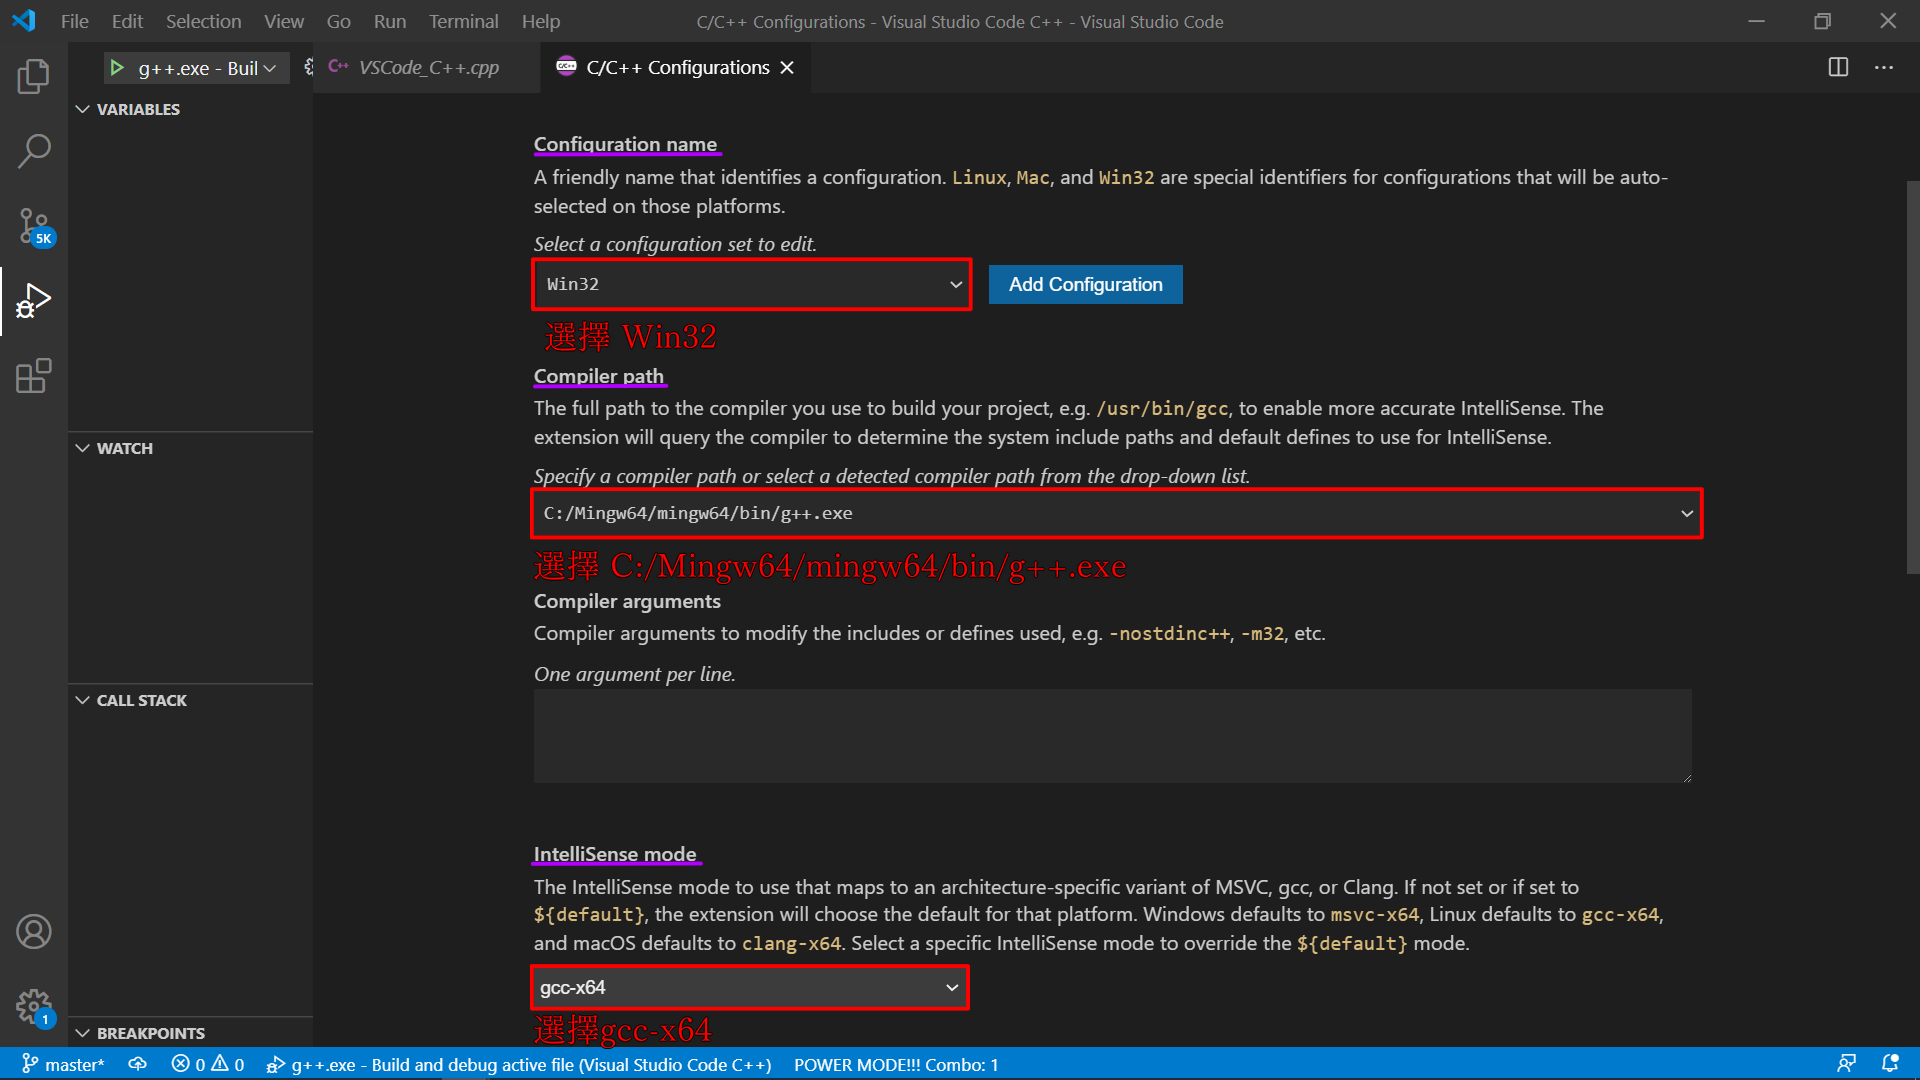 File Edit Selection View Go Run Terminal Help
C/C++ Configurations - Visual Studio Code C++ - Visual Studio Code
g++.exe - Buil
C++ VSCode_C++.cpp
C/C++ C/C++ Configurations
VARIABLES
5K
WATCH
CALL STACK
BREAKPOINTS
1
Configuration name
A friendly name that identifies a configuration. Linux, Mac, and Win32 are special identifiers for configurations that will be auto-
selected on those platforms.
Select a configuration set to edit.
Win32
Add Configuration
選擇 Win32
Compiler path
The full path to the compiler you use to build your project, e.g. /usr/bin/gcc, to enable more accurate IntelliSense. The
extension will query the compiler to determine the system include paths and default defines to use for IntelliSense.
Specify a compiler path or select a detected compiler path from the drop-down list.
C:/Mingw64/mingw64/bin/g++.exe
選擇 C:/Mingw64/mingw64/bin/g++.exe
Compiler arguments
Compiler arguments to modify the includes or defines used, e.g. -nostdinc++, -m32, etc.
One argument per line.
IntelliSense mode
The IntelliSense mode to use that maps to an architecture-specific variant of MSVC, gcc, or Clang. If not set or if set to
${default}, the extension will choose the default for that platform. Windows defaults to msvc-x64, Linux defaults to gcc-x64,
and macOS defaults to clang-x64. Select a specific IntelliSense mode to override the ${default} mode.
gcc-x64
選擇gcc-x64
master* 0 0 g++.exe - Build and debug active file (Visual Studio Code C++) POWER MODE!!! Combo: 1